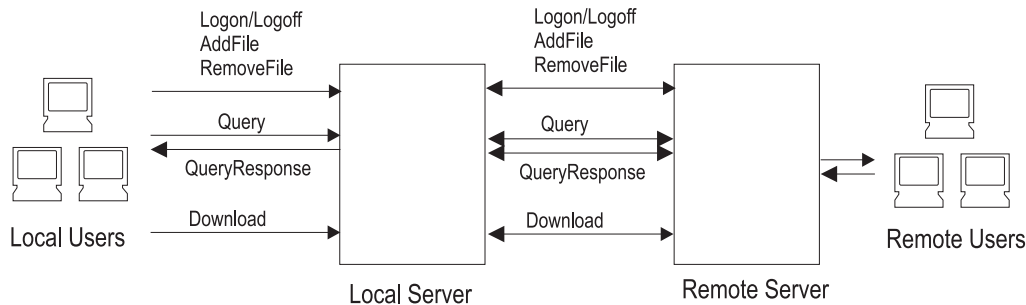 Logon/Logoff
AddFile
RemoveFile
Query
QueryResponse
Download
Local Users
Local Server
Logon/Logoff
AddFile
RemoveFile
Query
QueryResponse
Download
Remote Server
Remote Users